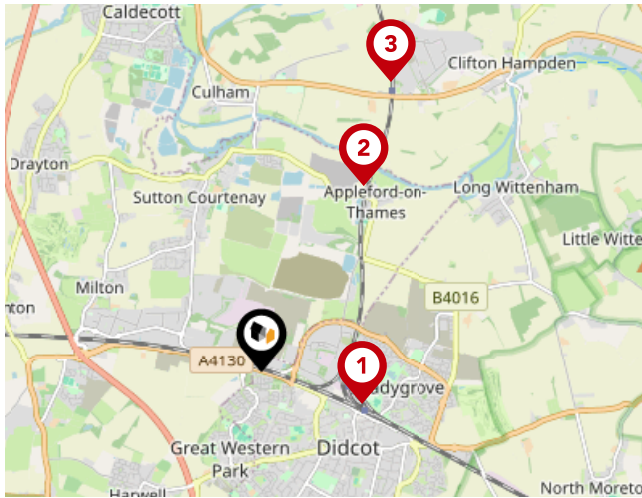 Caldecott
3
Clifton Hampden
Culham
2
Drayton
Appleford-on-
Thames
Long Wittenham
Sutton Courtenay
Little Witte
Milton
nton
B4016
A4130
1
adygrove
Great Western
Park
Didcot
Harwell
North Moreto